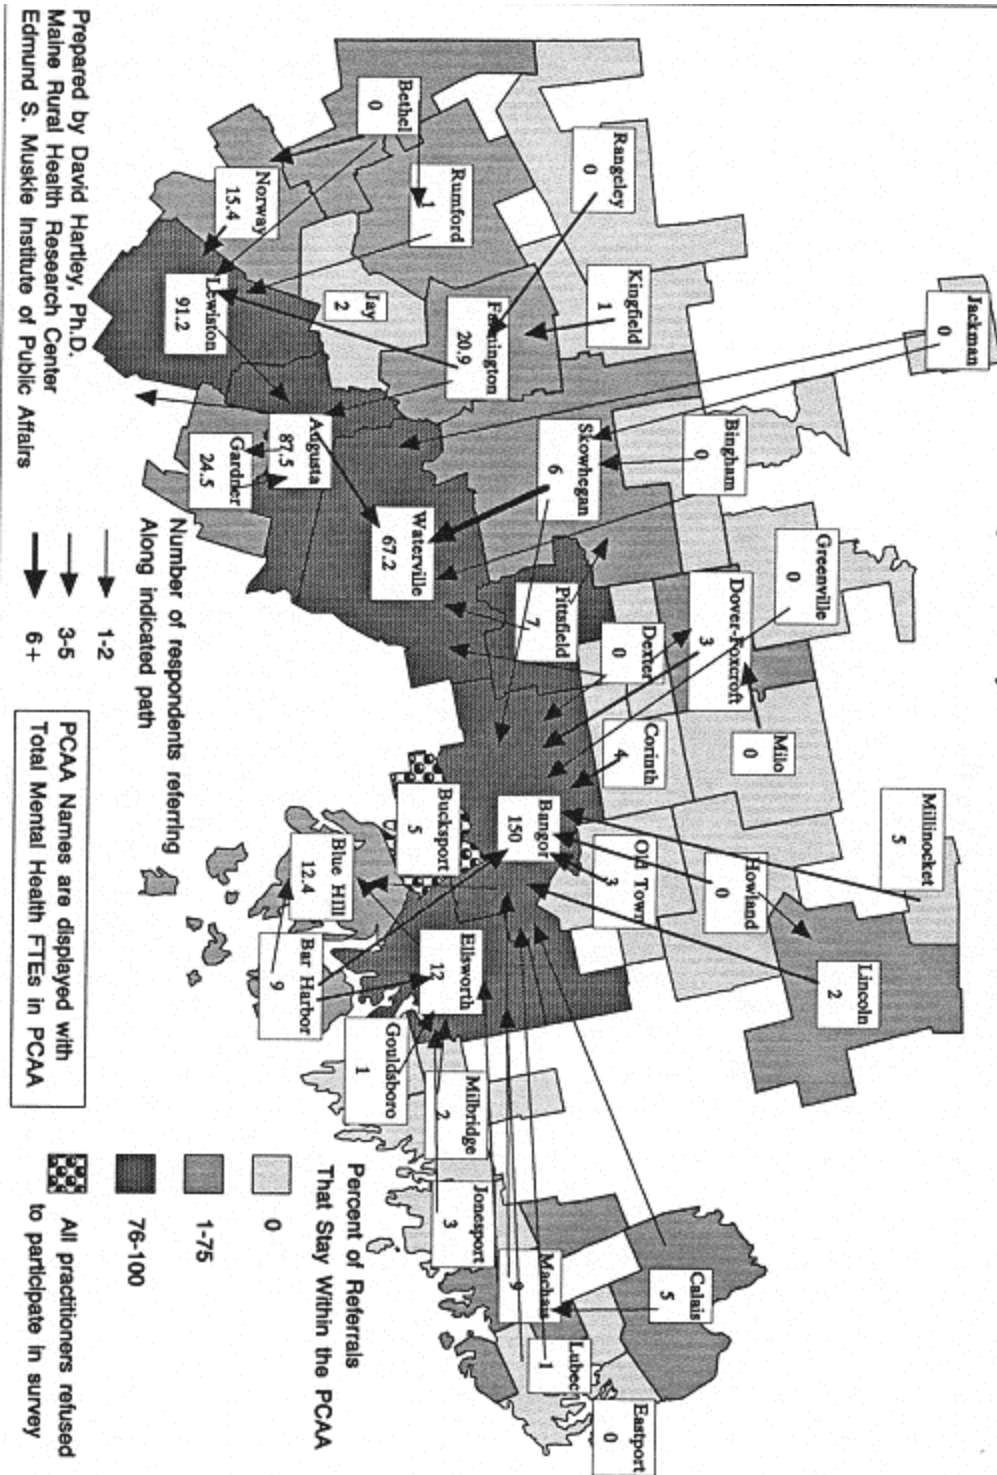 Jackman
0
Rangeley
0
Kingfield
1
Bingham
0
Greenville
0
Millinocket
5
Bethel
0
Rumford
1
Farmington
20.9
Skowhegan
6
Dover-Foxcroft
3
Milo
0
Howland
0
Lincoln
2
Jay
2
Norway
15.4
Lewiston
91.2
Augusta
87.5
Gardner
24.5
Waterville
67.2
Pittsfield
7
Dexter
0
Corinth
4
Bangor
150
Old Town
3
Bucksport
5
Blue Hill
12.4
Bar Harbor
9
Ellsworth
12
Gouldsboro
1
Milbridge
2
Jonesport
3
Machias
9
Calais
5
Lubec
1
Eastport
0
Number of respondents referring
Along indicated path
1-2
3-5
6+
PCAA Names are displayed with
Total Mental Health FTEs in PCAA
Percent of Referrals
That Stay Within the PCAA
0
1-75
76-100
All practitioners refused
to participate in survey
Prepared by David Hartley, Ph.D.
Maine Rural Health Research Center
Edmund S. Muskie Institute of Public Affairs